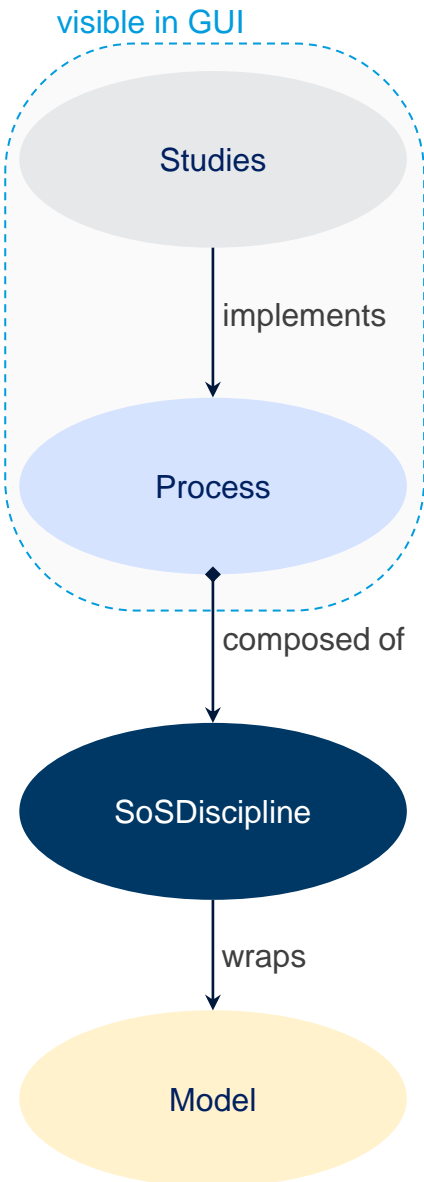 visible in GUI
Studies
implements
Process
composed of
SoSDiscipline
wraps
Model